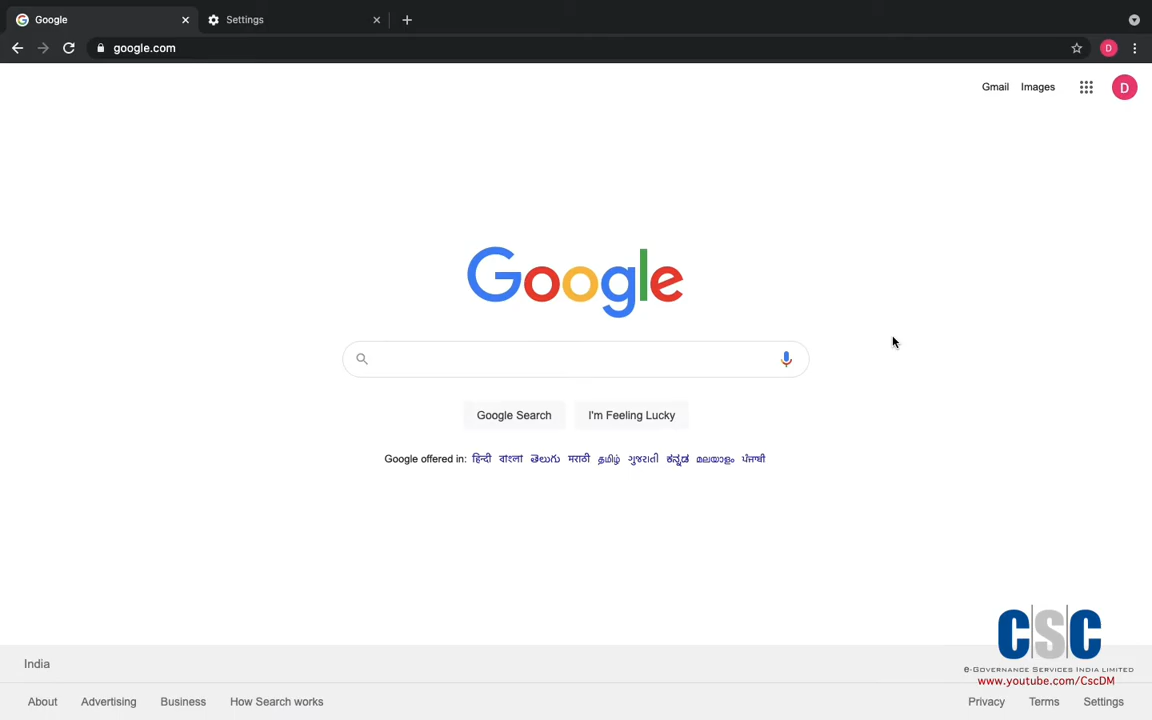 Google
Settings
google.com
D
Gmail Images
D
Google
Google Search
I'm Feeling Lucky
Google offered in: हिन्दी বাংলা తెలుగు मराठी தமிழ் ગુજરાતી ಕನ್ನಡ മലയാളം ਪੰਜਾਬੀ
CSC
e-Governance Services India Limited
www.youtube.com/CscDM
India
About Advertising Business How Search works
Privacy Terms Settings